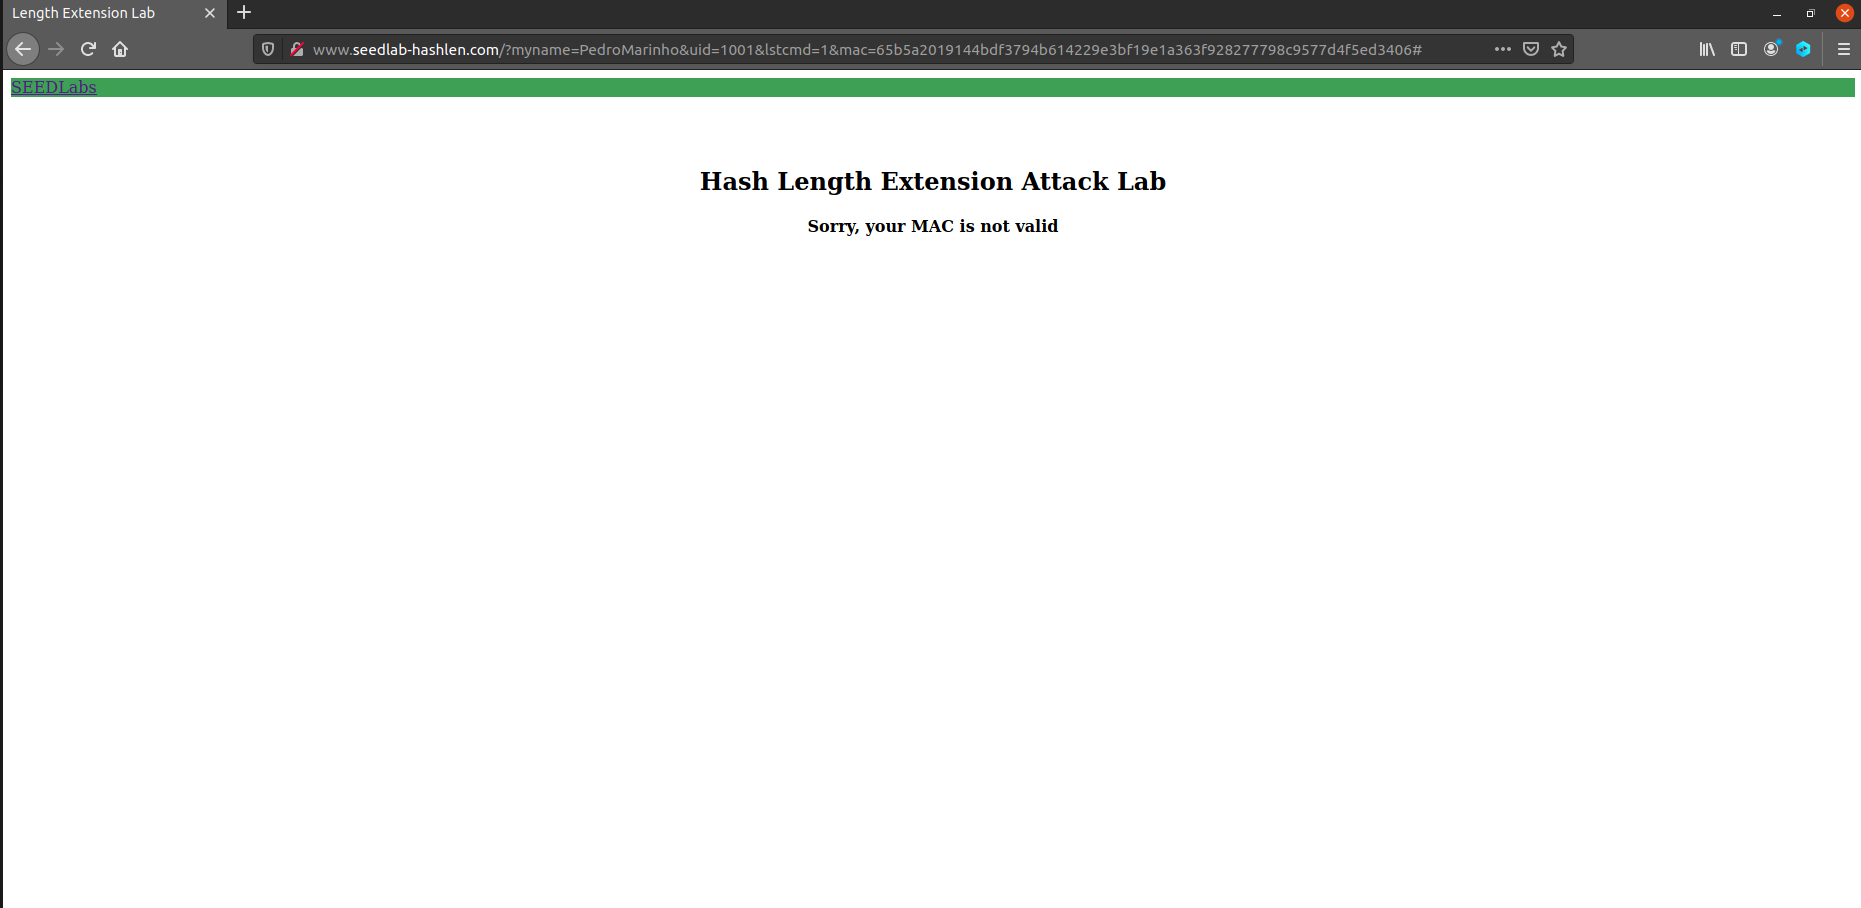 Length Extension Lab
www.seedlab-hashlen.com/?myname=PedroMarinho&uid=1001&lstcmd=1&mac=65b5a2019144bdf3794b614229e3bf19e1a363f928277798c9577d4f5ed3406#
SEEDLabs
Hash Length Extension Attack Lab
Sorry, your MAC is not valid